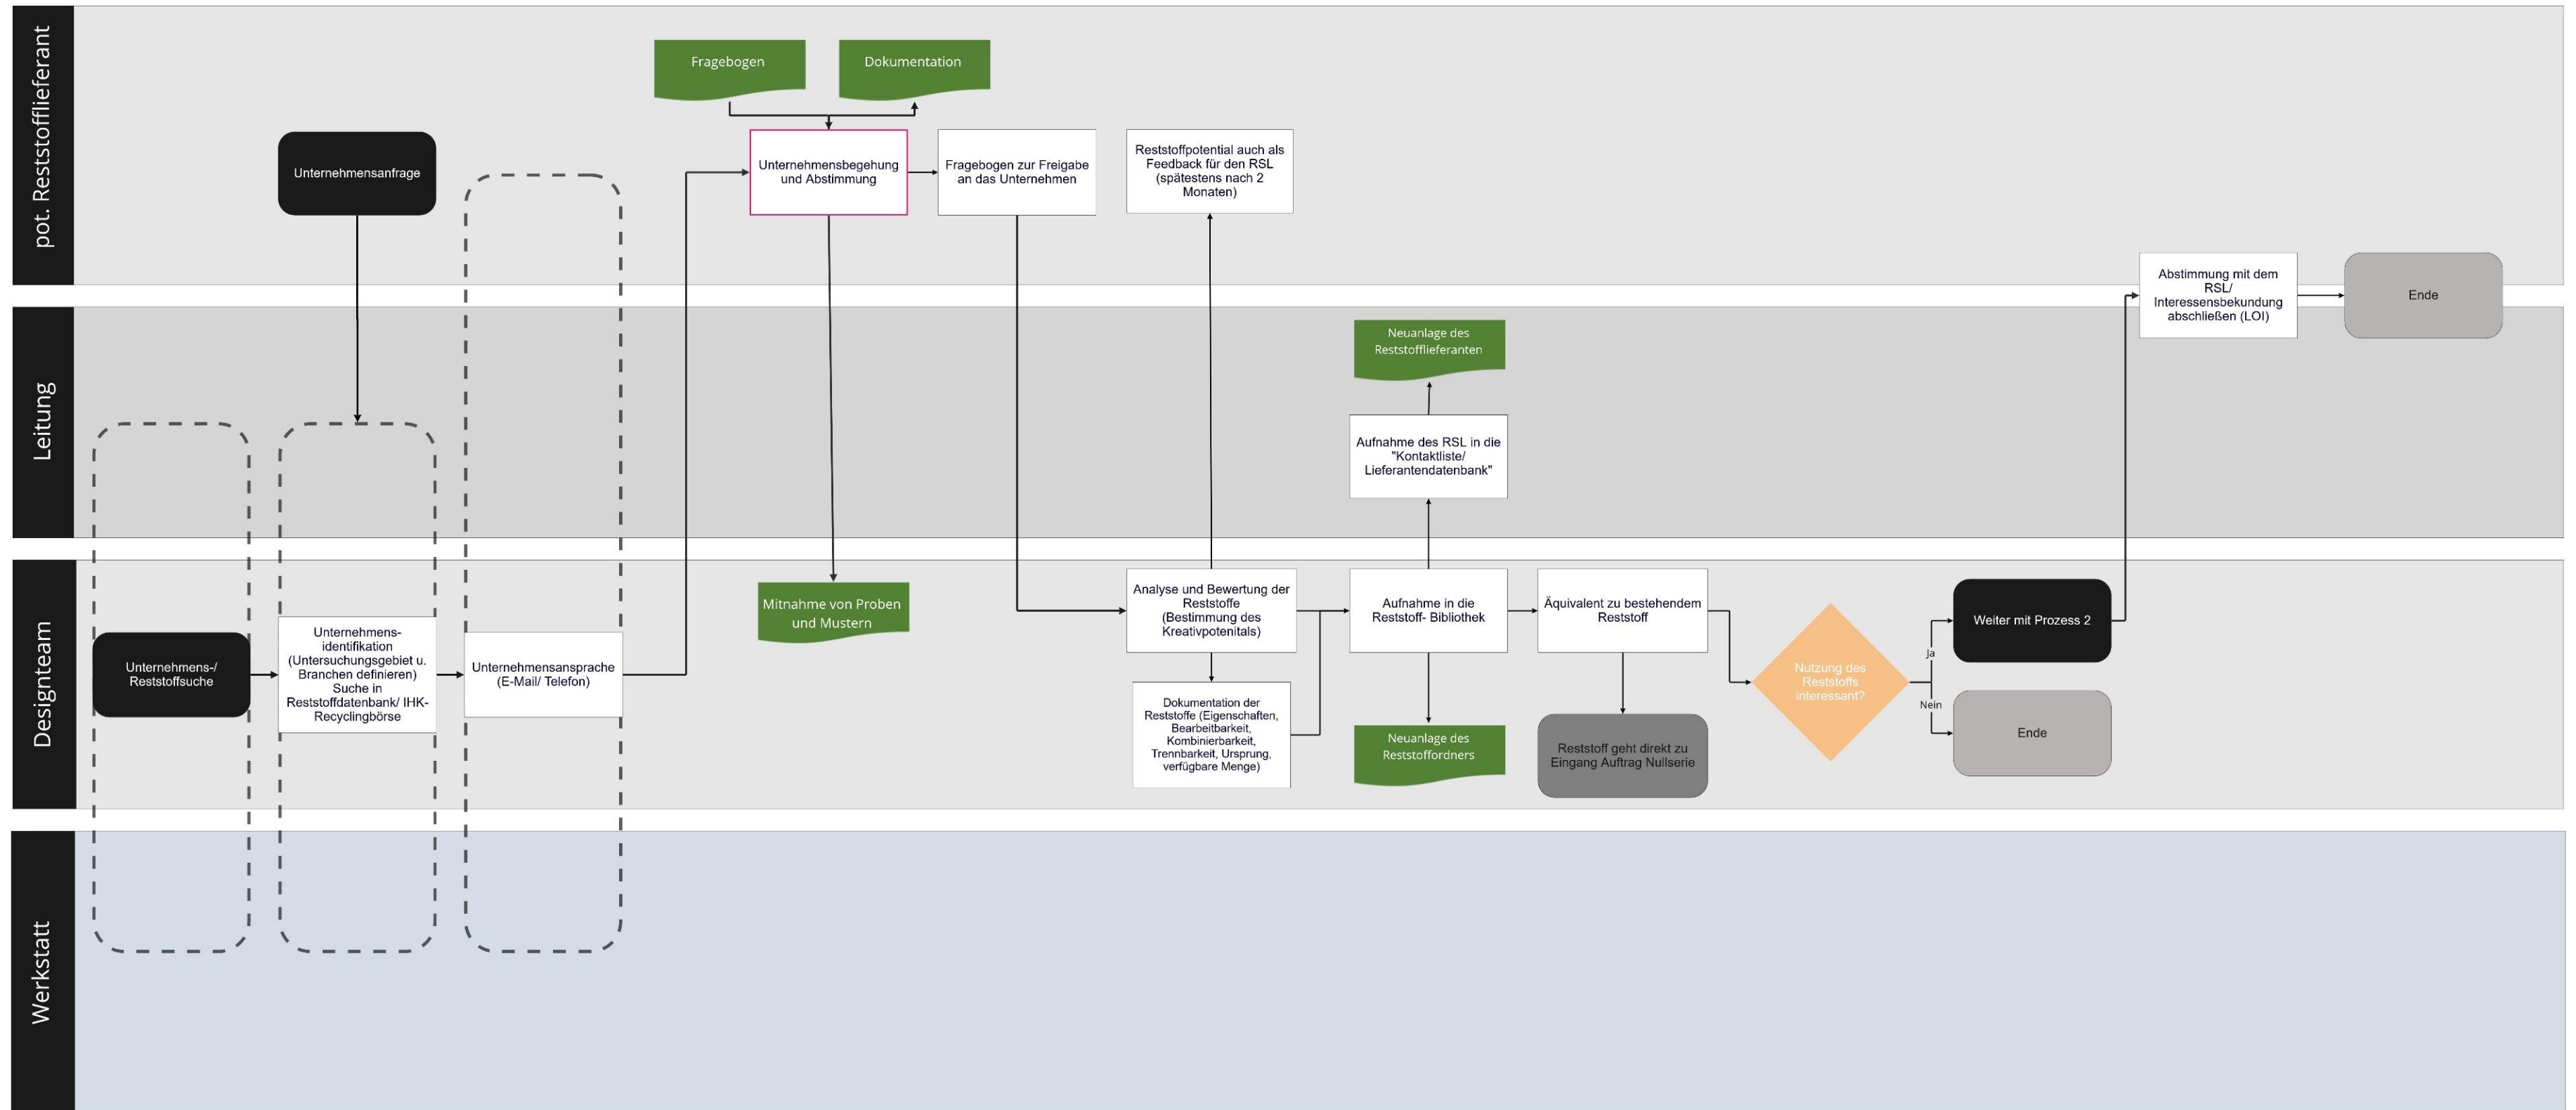 pot. Reststofflieferant
Fragebogen
Dokumentation
Unternehmensanfrage
Unternehmensbegehung
und Abstimmung
Fragebogen zur Freigabe
an das Unternehmen
Reststoffpotential auch als
Feedback für den RSL
(spätestens nach 2
Monaten)
Abstimmung mit dem
RSL/
Interessensbekundung
abschließen (LOI)
Ende
Leitung
Neuanlage des
Reststofflieferanten
Aufnahme des RSL in die
"Kontaktliste/
Lieferantendatenbank"
Designteam
Unternehmens-/
Reststoffsuche
Unternehmens-
identifikation
(Untersuchungsgebiet u.
Branchen definieren)
Suche in
Reststoffdatenbank/ IHK-
Recyclingbörse
Unternehmensansprache
(E-Mail/ Telefon)
Mitnahme von Proben
und Mustern
Analyse und Bewertung der
Reststoffe
(Bestimmung des
Kreativpotenitals)
Dokumentation der
Reststoffe (Eigenschaften,
Bearbeitbarkeit,
Kombinierbarkeit,
Trennbarkeit, Ursprung,
verfügbare Menge)
Aufnahme in die
Reststoff- Bibliothek
Neuanlage des
Reststoffordners
Äquivalent zu bestehendem
Reststoff
Reststoff geht direkt zu
Eingang Auftrag Nullserie
Nutzung des
Reststoffs
interessant?
Ja
Nein
Weiter mit Prozess 2
Ende
Werkstatt